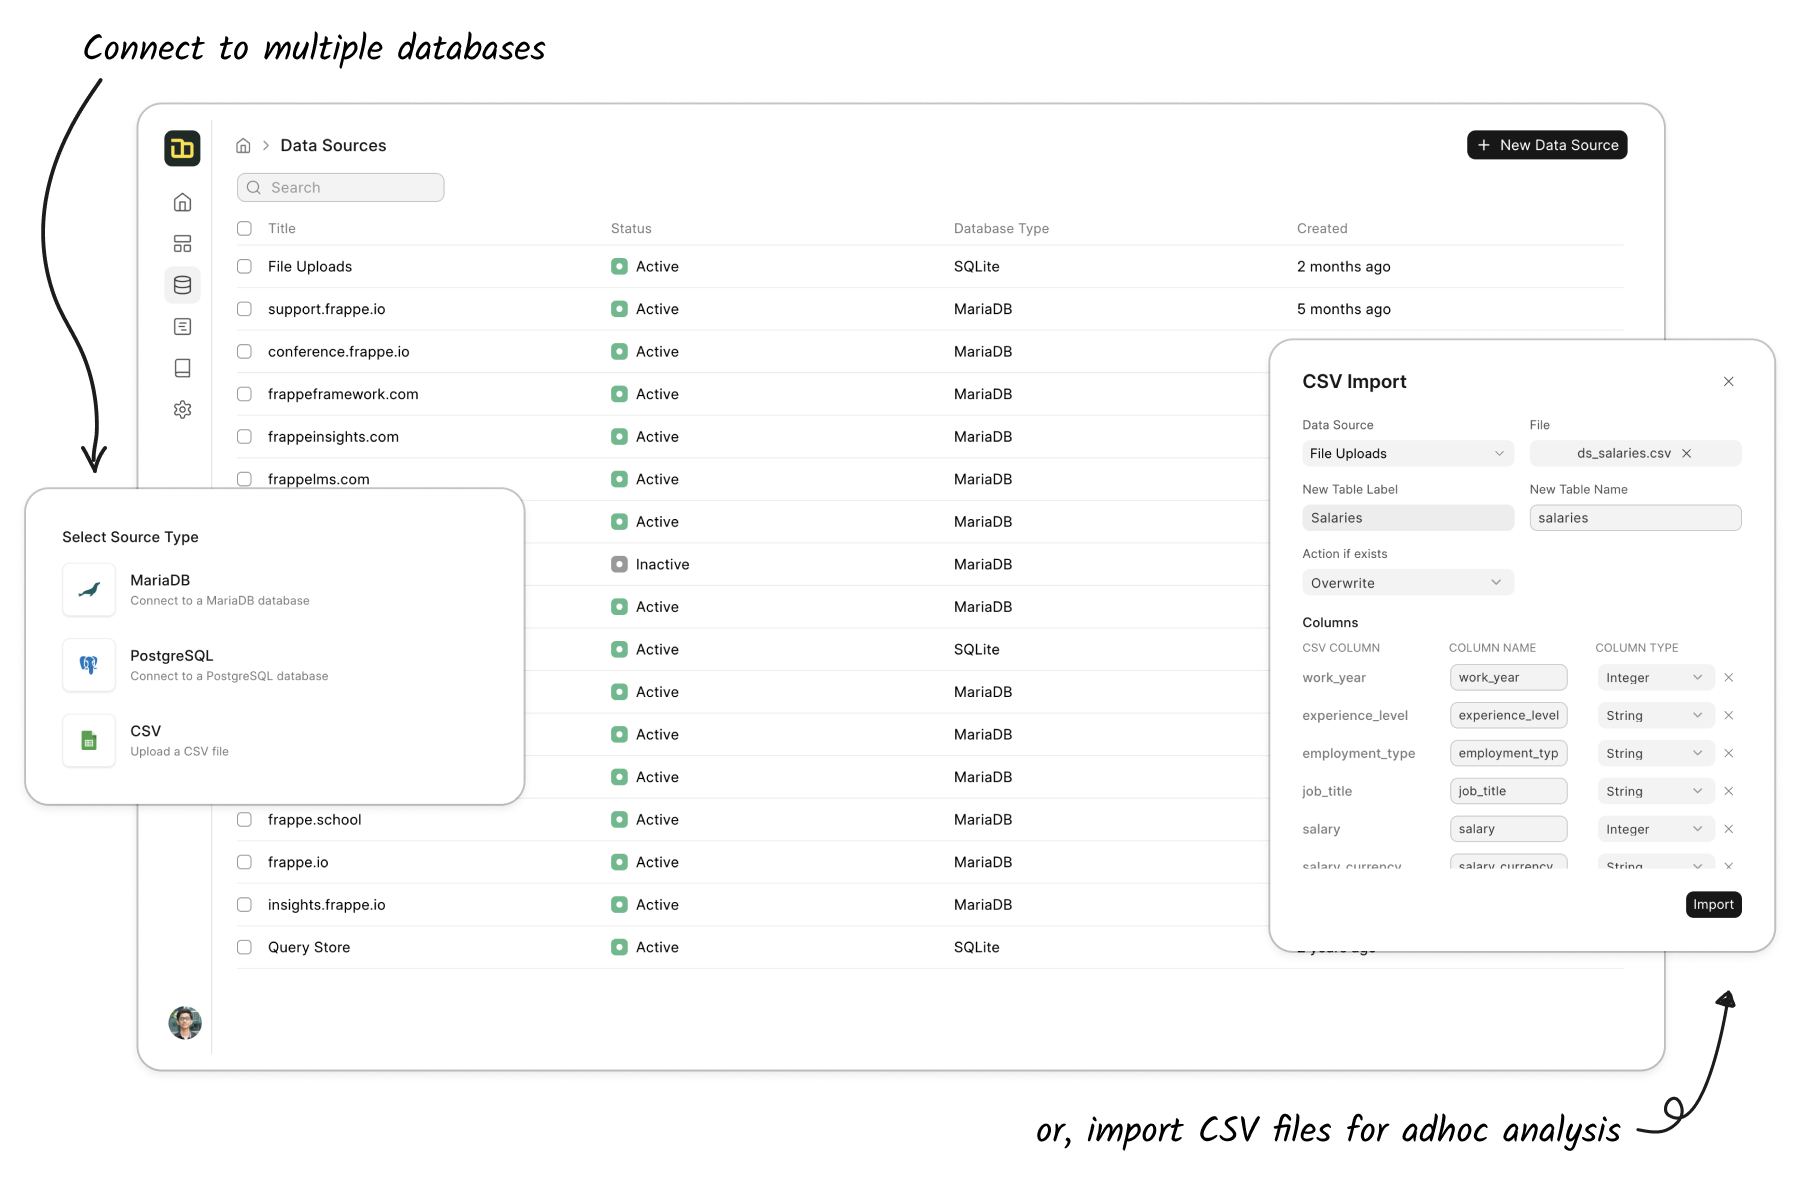 Connect to multiple databases
Data Sources
+ New Data Source
Search
Title Status Database Type Created
File Uploads Active SQLite 2 months ago
support.frappe.io Active MariaDB 5 months ago
conference.frappe.io Active MariaDB
frappeframework.com Active MariaDB
frappeinsights.com Active MariaDB
frappelms.com Active MariaDB
Active MariaDB
Inactive MariaDB
Active MariaDB
Active SQLite
Active MariaDB
Active MariaDB
Active MariaDB
frappe.school Active MariaDB
frappe.io Active MariaDB
insights.frappe.io Active MariaDB
Query Store Active SQLite 2 years ago
Select Source Type
MariaDB
Connect to a MariaDB database
PostgreSQL
Connect to a PostgreSQL database
CSV
Upload a CSV file
CSV Import
Data Source File
File Uploads ds_salaries.csv
New Table Label New Table Name
Salaries salaries
Action if exists
Overwrite
Columns
CSV COLUMN COLUMN NAME COLUMN TYPE
work_year work_year Integer
experience_level experience_level String
employment_type employment_typ String
job_title job_title String
salary salary Integer
salary_currency salary_currency String
Import
or, import CSV files for adhoc analysis